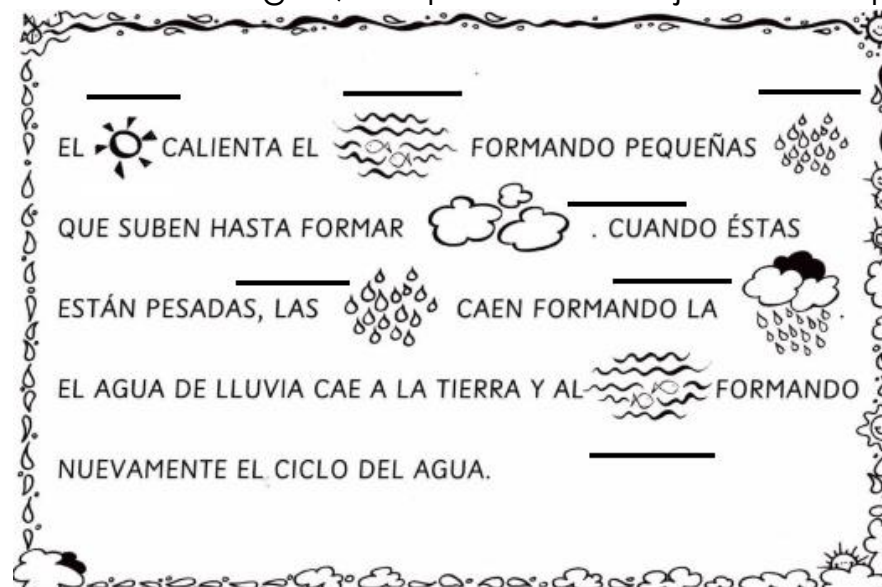 EL CALIENTA EL FORMANDO PEQUEÑAS
QUE SUBEN HASTA FORMAR . CUANDO ÉSTAS
ESTÁN PESADAS, LAS CAEN FORMANDO LA .
EL AGUA DE LLUVIA CAE A LA TIERRA Y AL FORMANDO
NUEVAMENTE EL CICLO DEL AGUA.